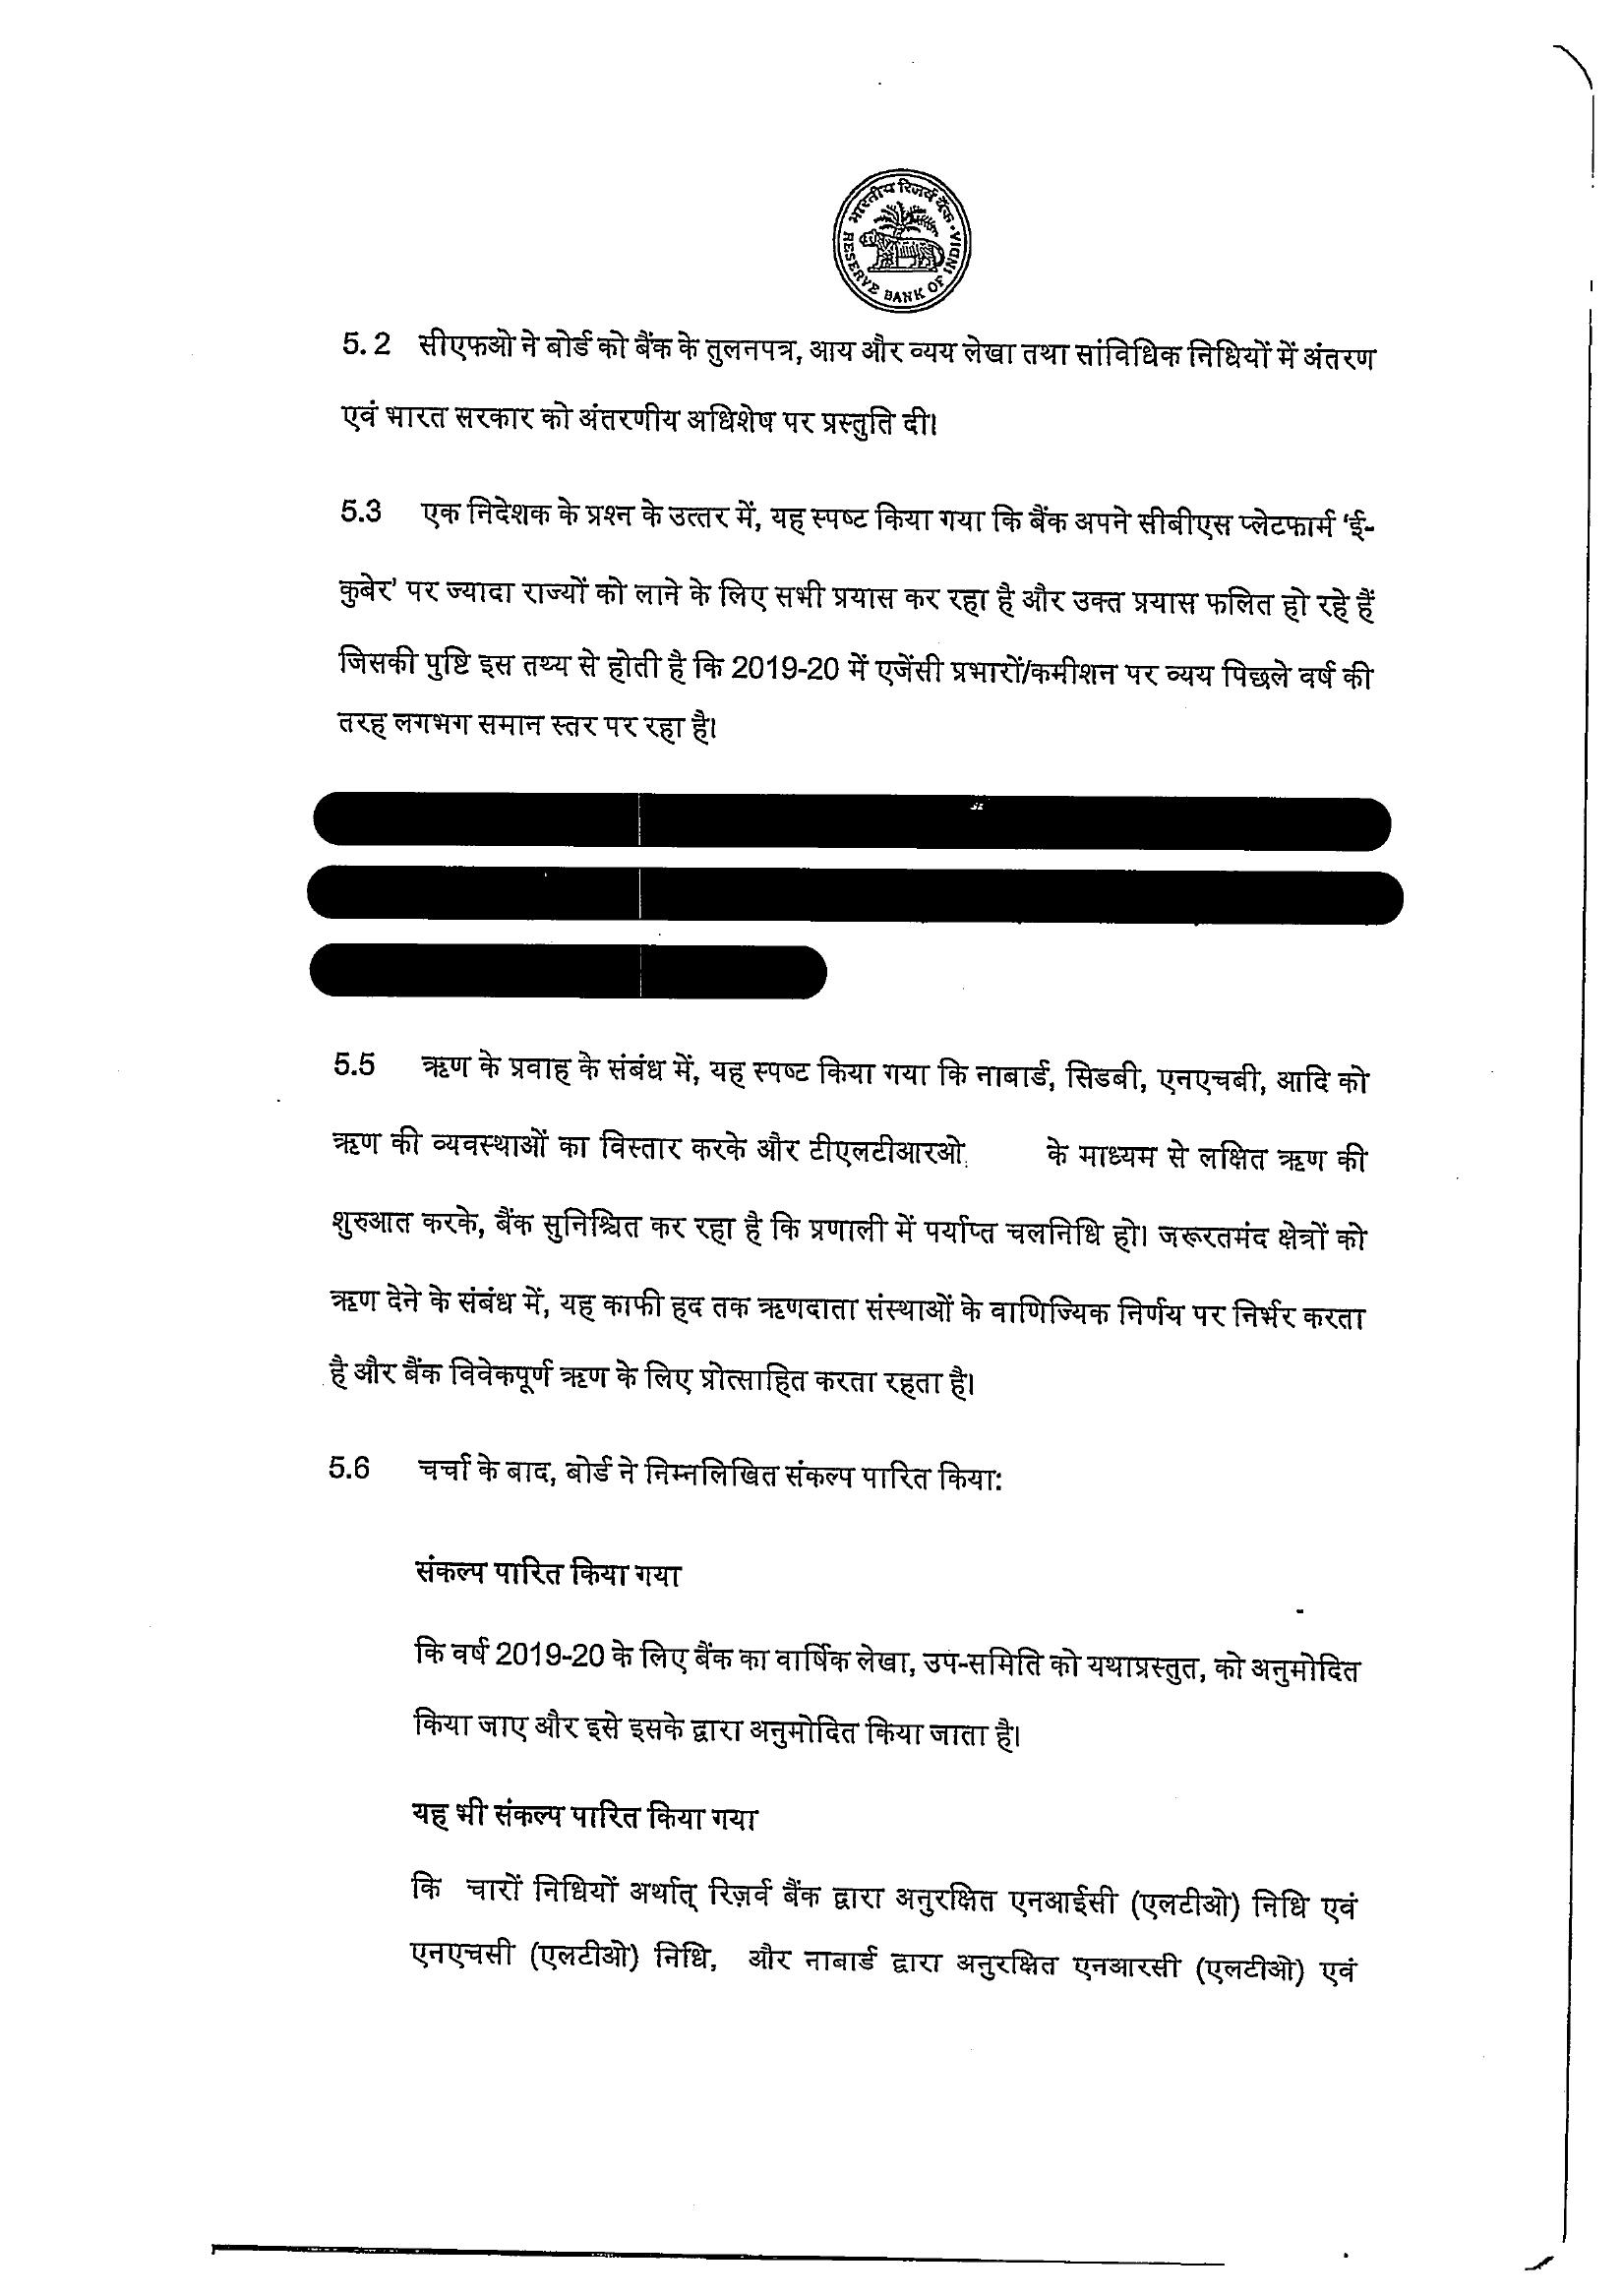 भारतीय रिज़र्व बैंक
RESERVE BANK OF INDIA
5.2 सीएफओ ने बोर्ड को बैंक के तुलनपत्र, आय और व्यय लेखा तथा सांविधिक निधियों में अंतरण
एवं भारत सरकार को अंतरणीय अधिशेष पर प्रस्तुति दी।
5.3 एक निदेशक के प्रश्न के उत्तर में, यह स्पष्ट किया गया कि बैंक अपने सीबीएस प्लेटफार्म 'ई-
कुबेर' पर ज्यादा राज्यों को लाने के लिए सभी प्रयास कर रहा है और उक्त प्रयास फलित हो रहे हैं
जिसकी पुष्टि इस तथ्य से होती है कि 2019-20 में एजेंसी प्रभारों/कमीशन पर व्यय पिछले वर्ष की
तरह लगभग समान स्तर पर रहा है।
5.5 ऋण के प्रवाह के संबंध में, यह स्पष्ट किया गया कि नाबार्ड, सिडबी, एनएचबी, आदि को
ऋण की व्यवस्थाओं का विस्तार करके और टीएलटीआरओ के माध्यम से लक्षित ऋण की
शुरुआत करके, बैंक सुनिश्चित कर रहा है कि प्रणाली में पर्याप्त चलनिधि हो। जरूरतमंद क्षेत्रों को
ऋण देने के संबंध में, यह काफी हद तक ऋणदाता संस्थाओं के वाणिज्यिक निर्णय पर निर्भर करता
है और बैंक विवेकपूर्ण ऋण के लिए प्रोत्साहित करता रहता है।
5.6 चर्चा के बाद, बोर्ड ने निम्नलिखित संकल्प पारित किया:
संकल्प पारित किया गया
कि वर्ष 2019-20 के लिए बैंक का वार्षिक लेखा, उप-समिति को यथाप्रस्तुत, को अनुमोदित
किया जाए और इसे इसके द्वारा अनुमोदित किया जाता है।
यह भी संकल्प पारित किया गया
कि चारों निधियों अर्थात् रिज़र्व बैंक द्वारा अनुरक्षित एनआईसी (एलटीओ) निधि एवं
एनएचसी (एलटीओ) निधि, और नाबार्ड द्वारा अनुरक्षित एनआरसी (एलटीओ) एवं